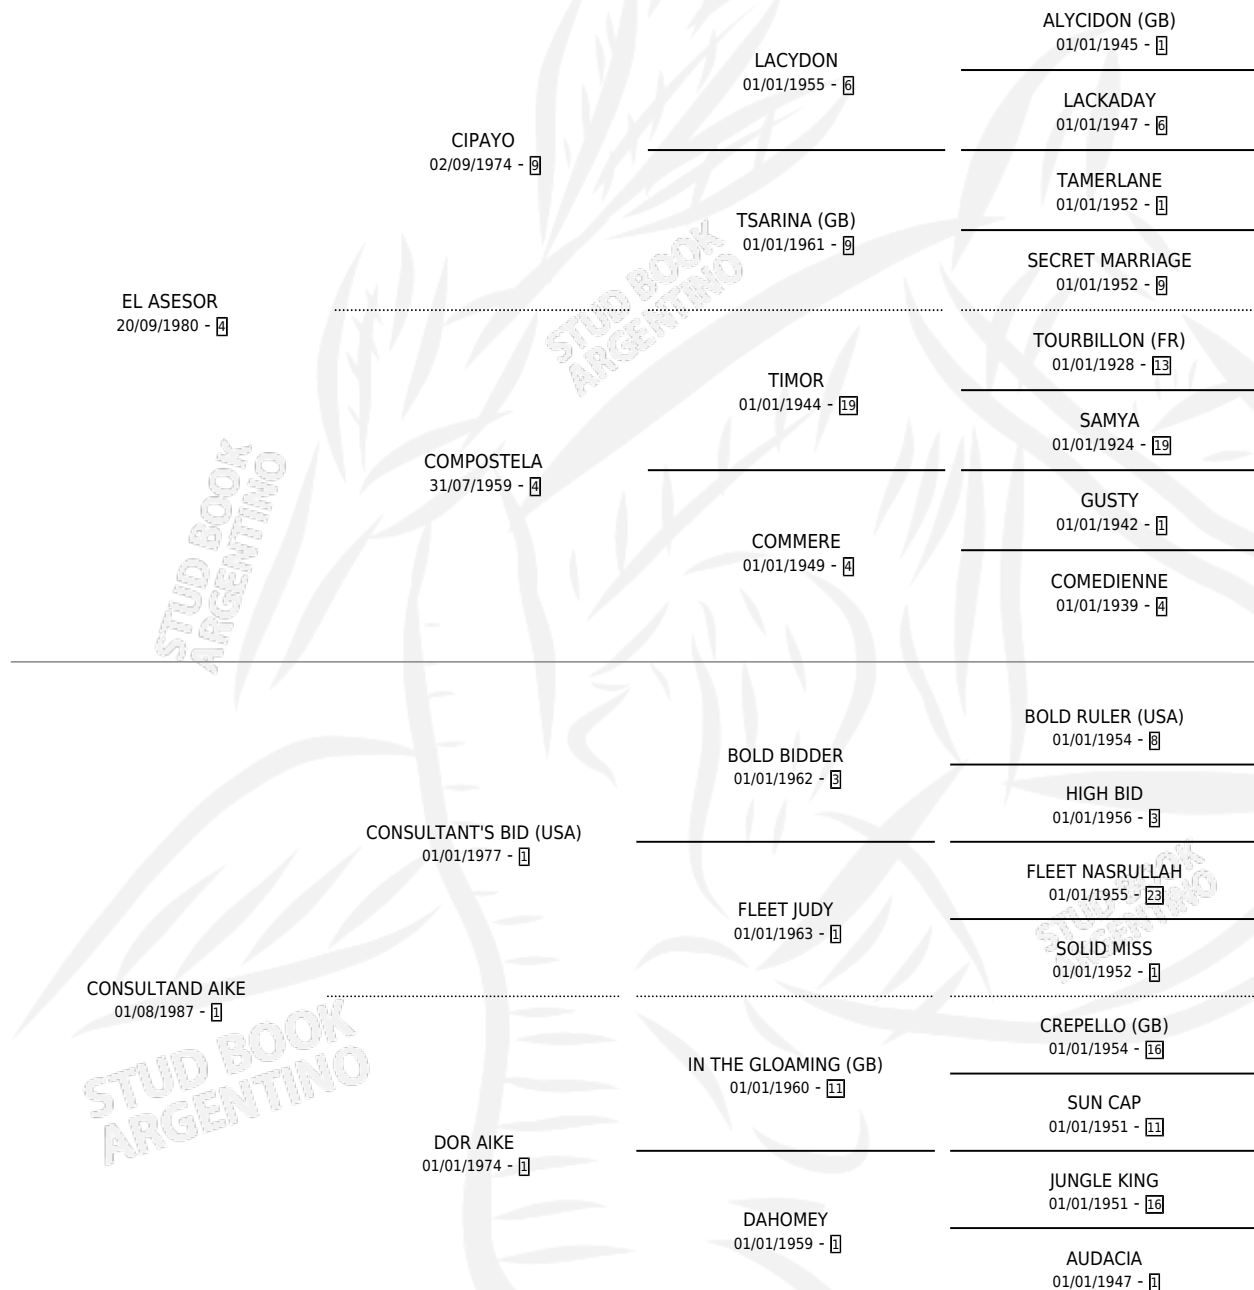 ALYCIDON (GB)
01/01/1945 - 1
LACYDON
01/01/1955 - 6
LACKADAY
01/01/1947 - 6
CIPAYO
02/09/1974 - 9
TAMERLANE
01/01/1952 - 1
TSARINA (GB)
01/01/1961 - 9
SECRET MARRIAGE
01/01/1952 - 9
EL ASESOR
20/09/1980 - 4
TOURBILLON (FR)
01/01/1928 - 13
TIMOR
01/01/1944 - 19
SAMYA
01/01/1924 - 19
COMPOSTELA
31/07/1959 - 4
GUSTY
01/01/1942 - 1
COMMERE
01/01/1949 - 4
COMEDIENNE
01/01/1939 - 4
BOLD RULER (USA)
01/01/1954 - 8
BOLD BIDDER
01/01/1962 - 3
HIGH BID
01/01/1956 - 3
CONSULTANT'S BID (USA)
01/01/1977 - 1
FLEET NASRULLAH
01/01/1955 - 23
FLEET JUDY
01/01/1963 - 1
SOLID MISS
01/01/1952 - 1
CONSULTAND AIKE
01/08/1987 - 1
CREPELLO (GB)
01/01/1954 - 16
IN THE GLOAMING (GB)
01/01/1960 - 11
SUN CAP
01/01/1951 - 11
DOR AIKE
01/01/1974 - 1
JUNGLE KING
01/01/1951 - 16
DAHOMEY
01/01/1959 - 1
AUDACIA
01/01/1947 - 1
STUD BOOK
ARGENTINO
STUD BOOK
ARGENTINO
STUD BOOK
ARGENTINO
STUD BOOK
ARGENTINO